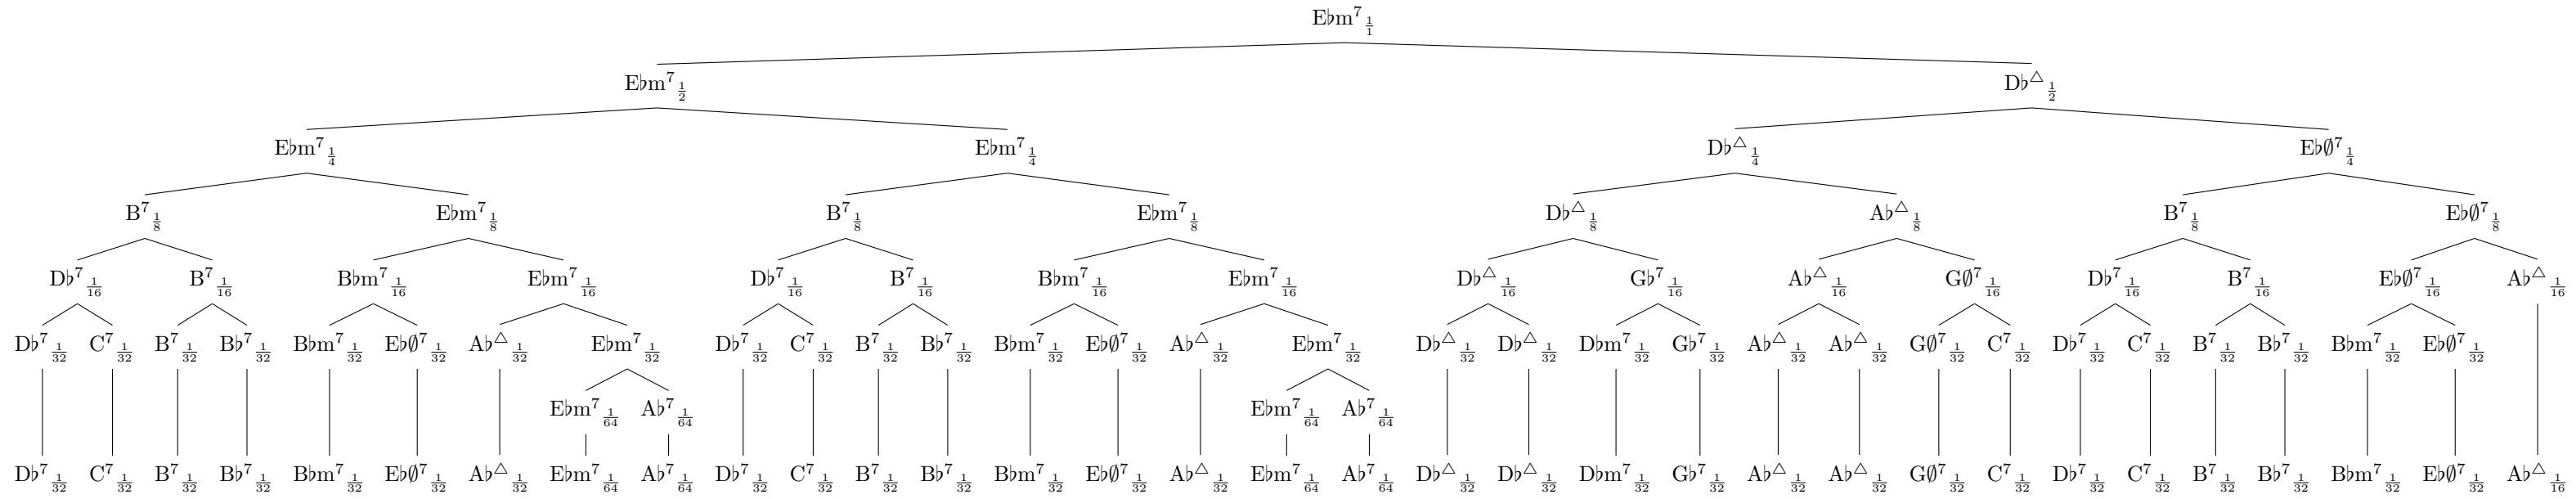 E♭m⁷ 1/1
E♭m⁷ 1/2 D♭△ 1/2
E♭m⁷ 1/4 E♭m⁷ 1/4 D♭△ 1/4 E♭∅⁷ 1/4
B⁷ 1/8 E♭m⁷ 1/8 B⁷ 1/8 E♭m⁷ 1/8 D♭△ 1/8 A♭△ 1/8 B⁷ 1/8 E♭∅⁷ 1/8
D♭⁷ 1/16 B⁷ 1/16 B♭m⁷ 1/16 E♭m⁷ 1/16 D♭⁷ 1/16 B⁷ 1/16 B♭m⁷ 1/16 E♭m⁷ 1/16 D♭△ 1/16 G♭⁷ 1/16 A♭△ 1/16 G∅⁷ 1/16 D♭⁷ 1/16 B⁷ 1/16 E♭∅⁷ 1/16 A♭△ 1/16
D♭⁷ 1/32 C⁷ 1/32 B⁷ 1/32 B♭⁷ 1/32 B♭m⁷ 1/32 E♭∅⁷ 1/32 A♭△ 1/32 E♭m⁷ 1/32 D♭⁷ 1/32 C⁷ 1/32 B⁷ 1/32 B♭⁷ 1/32 B♭m⁷ 1/32 E♭∅⁷ 1/32 A♭△ 1/32 E♭m⁷ 1/32 D♭△ 1/32 D♭△ 1/32 D♭m⁷ 1/32 G♭⁷ 1/32 A♭△ 1/32 A♭△ 1/32 G∅⁷ 1/32 C⁷ 1/32 D♭⁷ 1/32 C⁷ 1/32 B⁷ 1/32 B♭⁷ 1/32 B♭m⁷ 1/32 E♭∅⁷ 1/32
E♭m⁷ 1/64 A♭⁷ 1/64 E♭m⁷ 1/64 A♭⁷ 1/64
D♭⁷ 1/32 C⁷ 1/32 B⁷ 1/32 B♭⁷ 1/32 B♭m⁷ 1/32 E♭∅⁷ 1/32 A♭△ 1/32 E♭m⁷ 1/64 A♭⁷ 1/64 D♭⁷ 1/32 C⁷ 1/32 B⁷ 1/32 B♭⁷ 1/32 B♭m⁷ 1/32 E♭∅⁷ 1/32 A♭△ 1/32 E♭m⁷ 1/64 A♭⁷ 1/64 D♭△ 1/32 D♭△ 1/32 D♭m⁷ 1/32 G♭⁷ 1/32 A♭△ 1/32 A♭△ 1/32 G∅⁷ 1/32 C⁷ 1/32 D♭⁷ 1/32 C⁷ 1/32 B⁷ 1/32 B♭⁷ 1/32 B♭m⁷ 1/32 E♭∅⁷ 1/32 A♭△ 1/16